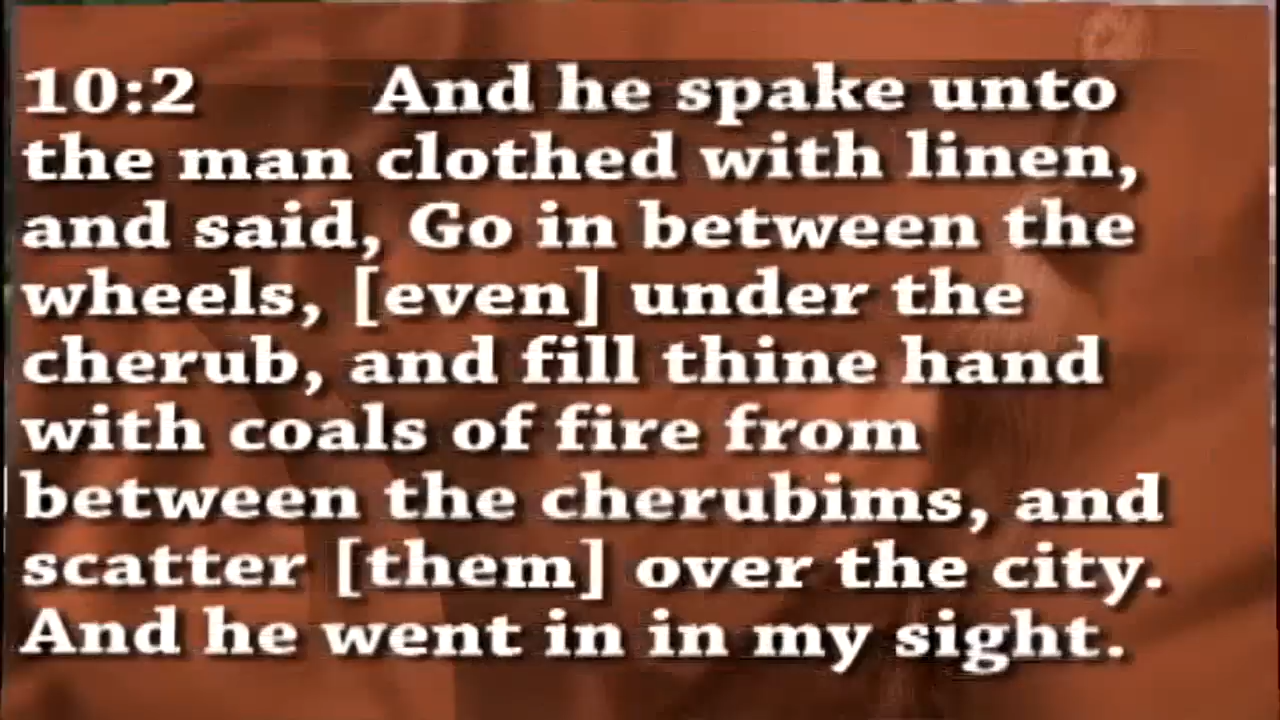 10:2 And he spake unto
the man clothed with linen,
and said, Go in between the
wheels, [even] under the
cherub, and fill thine hand
with coals of fire from
between the cherubims, and
scatter [them] over the city.
And he went in in my sight.